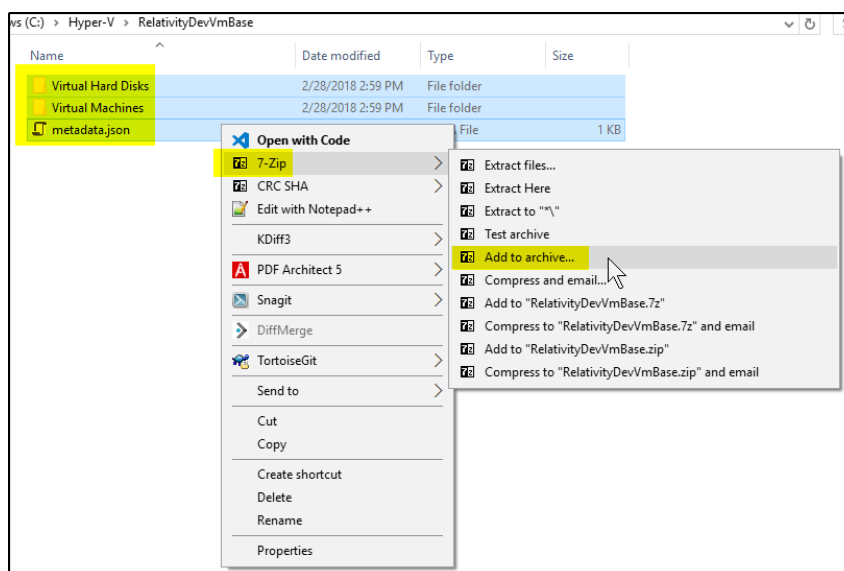 ws (C:) > Hyper-V > RelativityDevVmBase
Name Date modified Type Size
Virtual Hard Disks 2/28/2018 2:59 PM File folder
Virtual Machines 2/28/2018 2:59 PM File folder
metadata.json File 1 KB
Open with Code
7-Zip
CRC SHA
Edit with Notepad++
KDiff3
PDF Architect 5
Snagit
DiffMerge
TortoiseGit
Send to
Cut
Copy
Create shortcut
Delete
Rename
Properties
Extract files...
Extract Here
Extract to "*\"
Test archive
Add to archive...
Compress and email...
Add to "RelativityDevVmBase.7z"
Compress to "RelativityDevVmBase.7z" and email
Add to "RelativityDevVmBase.zip"
Compress to "RelativityDevVmBase.zip" and email